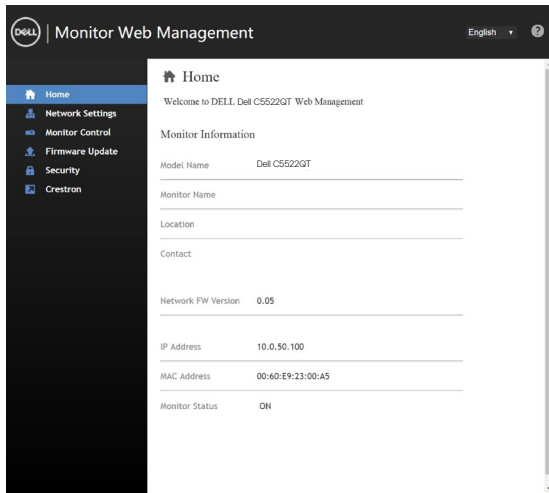 DELL | Monitor Web Management
English
?
Home
Network Settings
Monitor Control
Firmware Update
Security
Crestron
Home
Welcome to DELL Dell C5522QT Web Management
Monitor Information
Model Name Dell C5522QT
Monitor Name
Location
Contact
Network FW Version 0.05
IP Address 10.0.50.100
MAC Address 00:60:E9:23:00:A5
Monitor Status ON